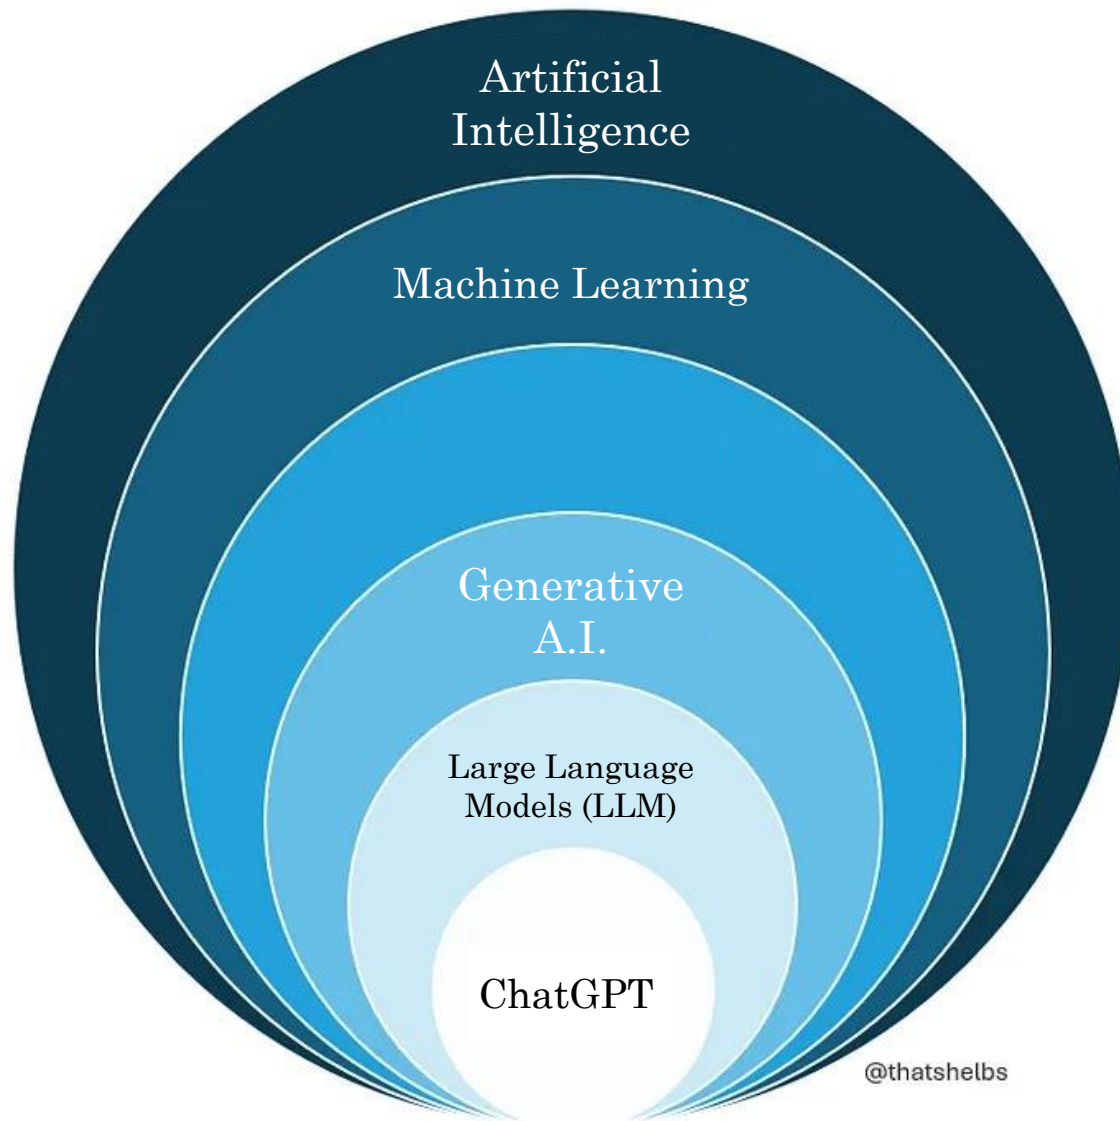 Artificial
Intelligence
Machine Learning
Generative
A.I.
Large Language
Models (LLM)
ChatGPT
@thatshelbs